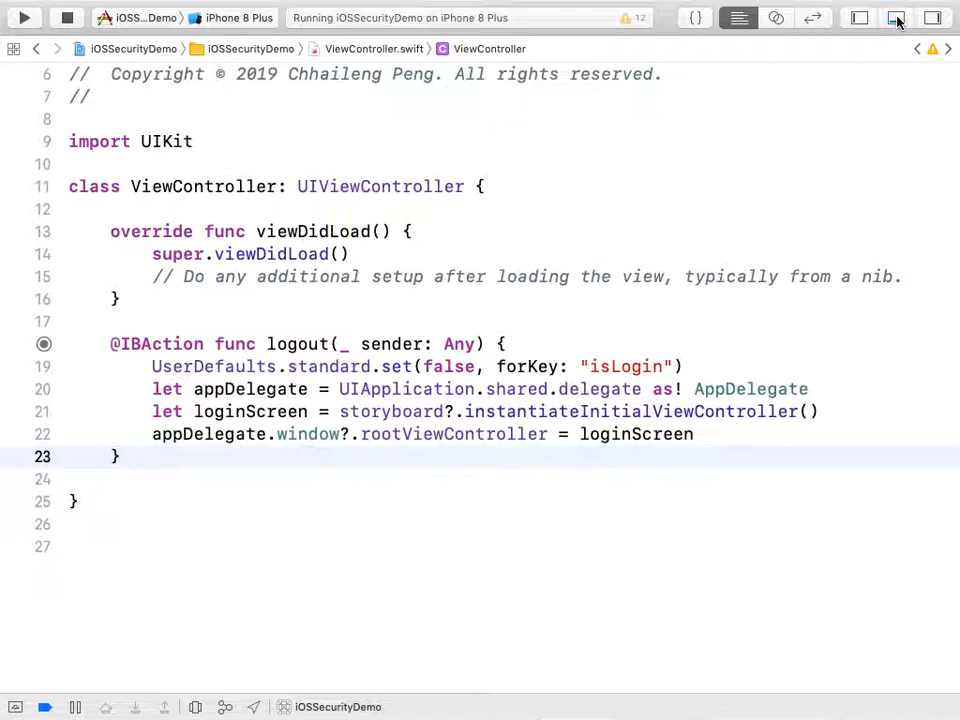 iOSS...Demo iPhone 8 Plus Running iOSSecurityDemo on iPhone 8 Plus 12 {}
iOSSecurityDemo iOSSecurityDemo ViewController.swift C ViewController
6 //  Copyright © 2019 Chhaileng Peng. All rights reserved.
7 //
8
9 import UIKit
10
11 class ViewController: UIViewController {
12
13 override func viewDidLoad() {
14 super.viewDidLoad()
15 // Do any additional setup after loading the view, typically from a nib.
16 }
17
@IBAction func logout(_ sender: Any) {
19 UserDefaults.standard.set(false, forKey: "isLogin")
20 let appDelegate = UIApplication.shared.delegate as! AppDelegate
21 let loginScreen = storyboard?.instantiateInitialViewController()
22 appDelegate.window?.rootViewController = loginScreen
23 }
24
25 }
26
27
iOSSecurityDemo